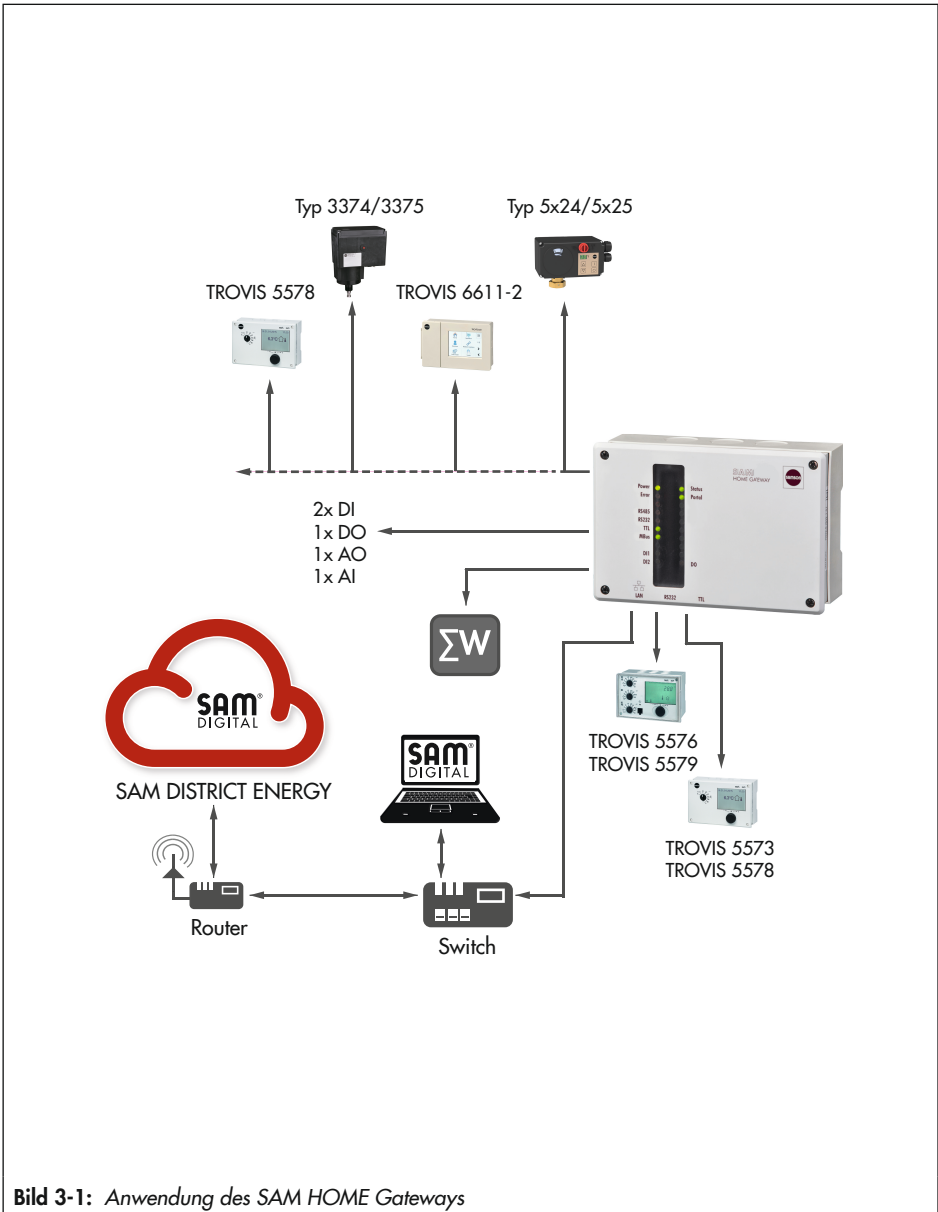 Typ 3374/3375
Typ 5x24/5x25
TROVIS 5578
TROVIS 6611-2
SAM
HOME GATEWAY
SAMSON
Power
Error
Status
Portal
RS485
RS232
TTL
MBus
DI1
DI2
DO
LAN
RS232
TTL
2x DI
1x DO
1x AO
1x AI
ΣW
SAM®
DIGITAL
SAM DISTRICT ENERGY
SAM®
DIGITAL
TROVIS 5576
TROVIS 5579
TROVIS 5573
TROVIS 5578
Router
Switch
Bild 3-1: Anwendung des SAM HOME Gateways